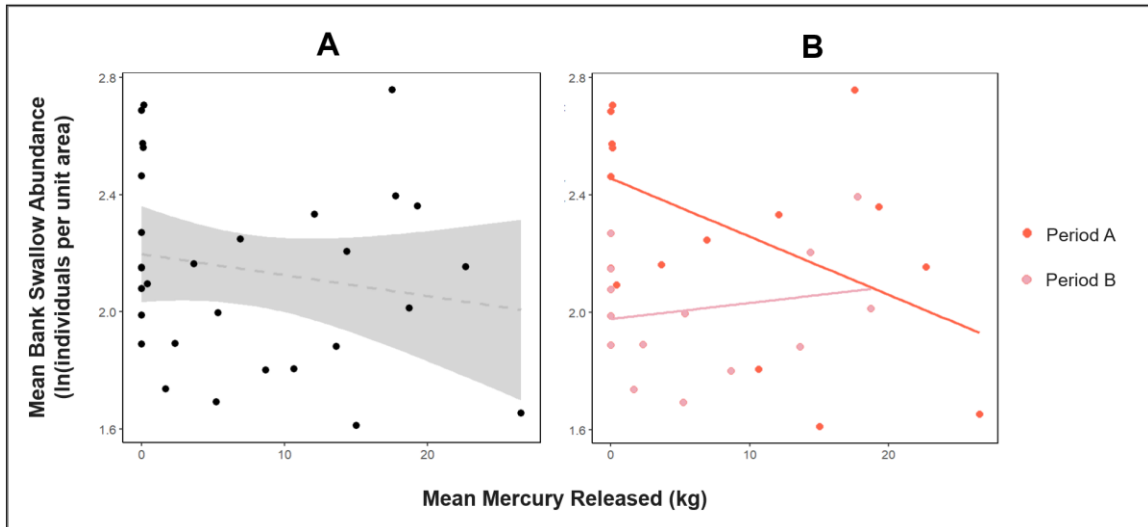 A
B
Mean Bank Swallow Abundance
(ln(individuals per unit area)
2.8
2.4
2.0
1.6
0
10
20
2.8
2.4
2.0
1.6
0
10
20
Period A
Period B
Mean Mercury Released (kg)